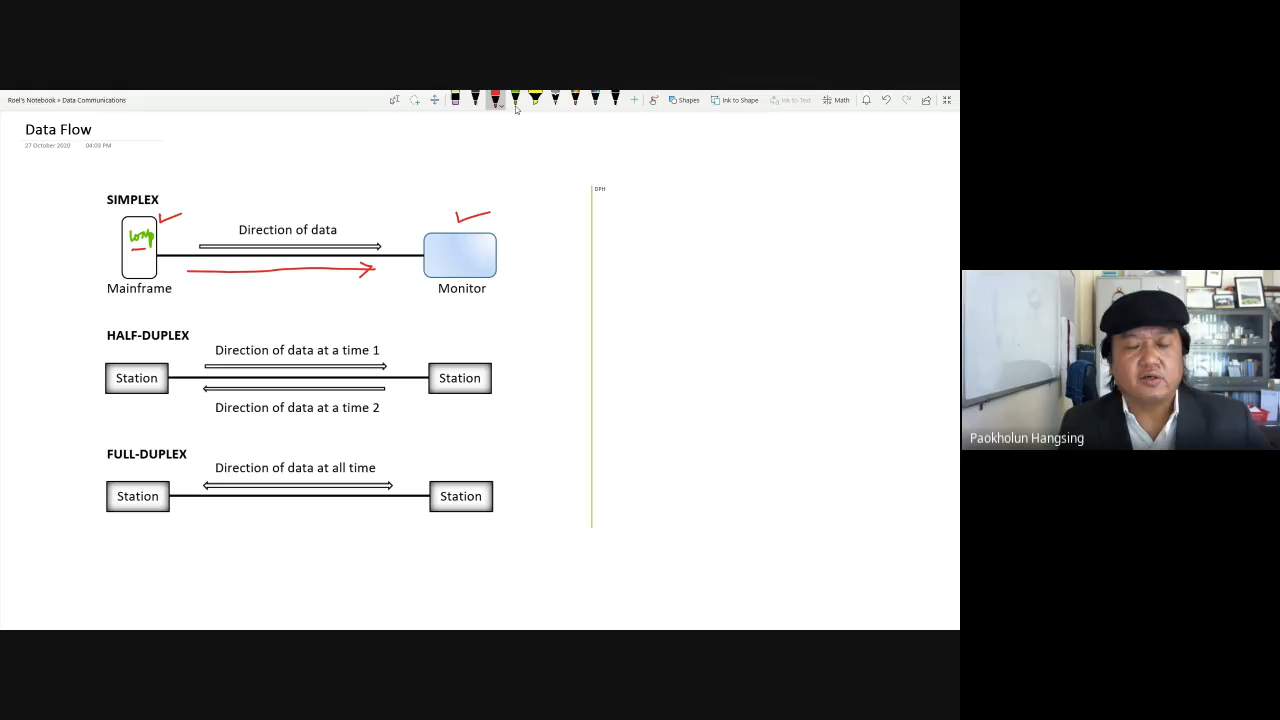 Roel's Notebook » Data Communications
Shapes
Ink to Shape
Ink to Text
Math
Data Flow
27 October 2020 04:03 PM
SIMPLEX
DPH
Comp
Direction of data
Mainframe
Monitor
HALF-DUPLEX
Direction of data at a time 1
Station
Station
Direction of data at a time 2
FULL-DUPLEX
Direction of data at all time
Station
Station
Paokholun Hangsing